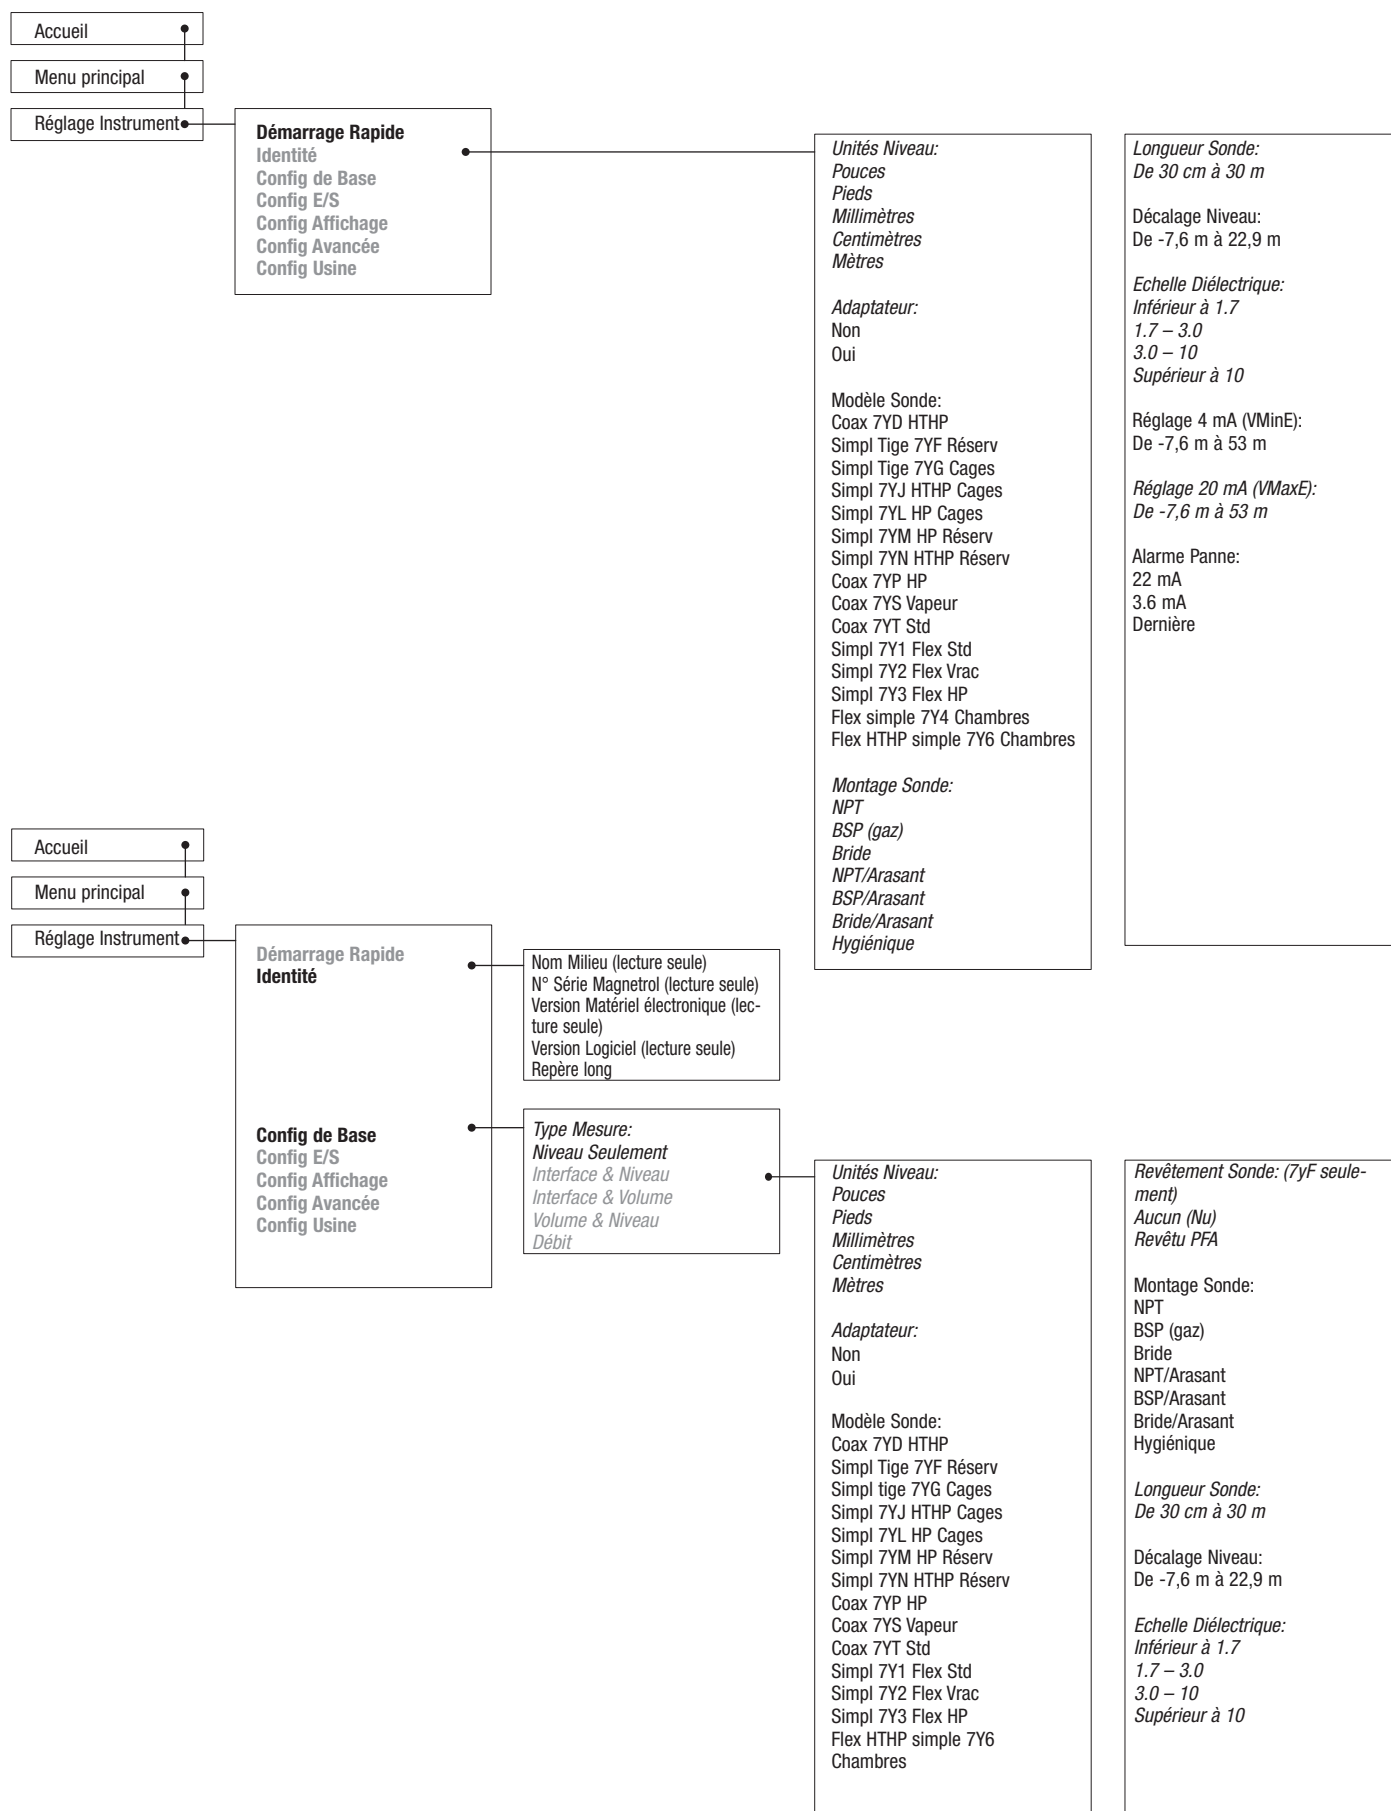 Accueil
Menu principal
Réglage Instrument
Démarrage Rapide
Identité
Config de Base
Config E/S
Config Affichage
Config Avancée
Config Usine
Unités Niveau:
Pouces
Pieds
Millimètres
Centimètres
Mètres
Adaptateur:
Non
Oui
Modèle Sonde:
Coax 7YD HTHP
Simpl Tige 7YF Réserv
Simpl Tige 7YG Cages
Simpl 7YJ HTHP Cages
Simpl 7YL HP Cages
Simpl 7YM HP Réserv
Simpl 7YN HTHP Réserv
Coax 7YP HP
Coax 7YS Vapeur
Coax 7YT Std
Simpl 7Y1 Flex Std
Simpl 7Y2 Flex Vrac
Simpl 7Y3 Flex HP
Flex simple 7Y4 Chambres
Flex HTHP simple 7Y6 Chambres
Montage Sonde:
NPT
BSP (gaz)
Bride
NPT/Arasant
BSP/Arasant
Bride/Arasant
Hygiénique
Longueur Sonde:
De 30 cm à 30 m
Décalage Niveau:
De -7,6 m à 22,9 m
Echelle Diélectrique:
Inférieur à 1.7
1.7 – 3.0
3.0 – 10
Supérieur à 10
Réglage 4 mA (VMinE):
De -7,6 m à 53 m
Réglage 20 mA (VMaxE):
De -7,6 m à 53 m
Alarme Panne:
22 mA
3.6 mA
Dernière
Accueil
Menu principal
Réglage Instrument
Démarrage Rapide
Identité
Config de Base
Config E/S
Config Affichage
Config Avancée
Config Usine
Nom Milieu (lecture seule)
N° Série Magnetrol (lecture seule)
Version Matériel électronique (lec-
ture seule)
Version Logiciel (lecture seule)
Repère long
Type Mesure:
Niveau Seulement
Interface & Niveau
Interface & Volume
Volume & Niveau
Débit
Unités Niveau:
Pouces
Pieds
Millimètres
Centimètres
Mètres
Adaptateur:
Non
Oui
Modèle Sonde:
Coax 7YD HTHP
Simpl Tige 7YF Réserv
Simpl tige 7YG Cages
Simpl 7YJ HTHP Cages
Simpl 7YL HP Cages
Simpl 7YM HP Réserv
Simpl 7YN HTHP Réserv
Coax 7YP HP
Coax 7YS Vapeur
Coax 7YT Std
Simpl 7Y1 Flex Std
Simpl 7Y2 Flex Vrac
Simpl 7Y3 Flex HP
Flex HTHP simple 7Y6
Chambres
Revêtement Sonde: (7yF seule-
ment)
Aucun (Nu)
Revêtu PFA
Montage Sonde:
NPT
BSP (gaz)
Bride
NPT/Arasant
BSP/Arasant
Bride/Arasant
Hygiénique
Longueur Sonde:
De 30 cm à 30 m
Décalage Niveau:
De -7,6 m à 22,9 m
Echelle Diélectrique:
Inférieur à 1.7
1.7 – 3.0
3.0 – 10
Supérieur à 10